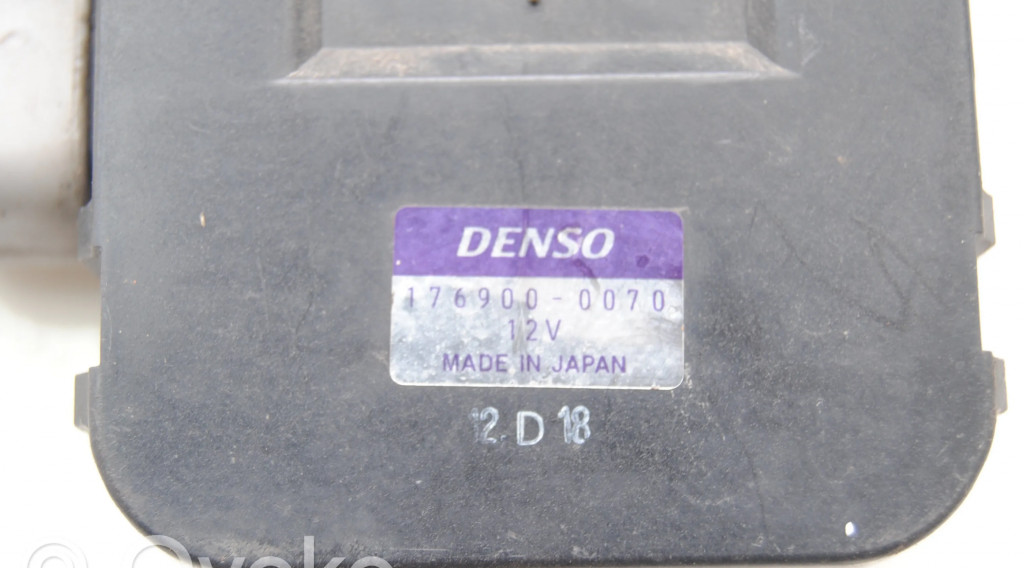 DENSO
176900-0070
12V
MADE IN JAPAN
12 D 18